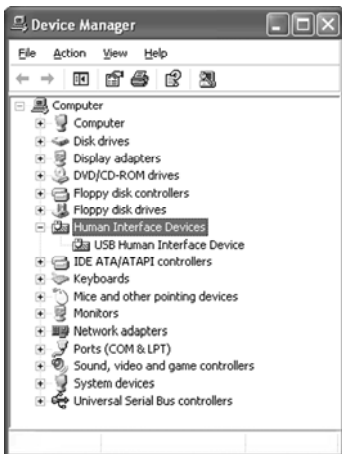 Device Manager
File Action View Help
Computer
Computer
Disk drives
Display adapters
DVD/CD-ROM drives
Floppy disk controllers
Floppy disk drives
Human Interface Devices
USB Human Interface Device
IDE ATA/ATAPI controllers
Keyboards
Mice and other pointing devices
Monitors
Network adapters
Ports (COM & LPT)
Sound, video and game controllers
System devices
Universal Serial Bus controllers